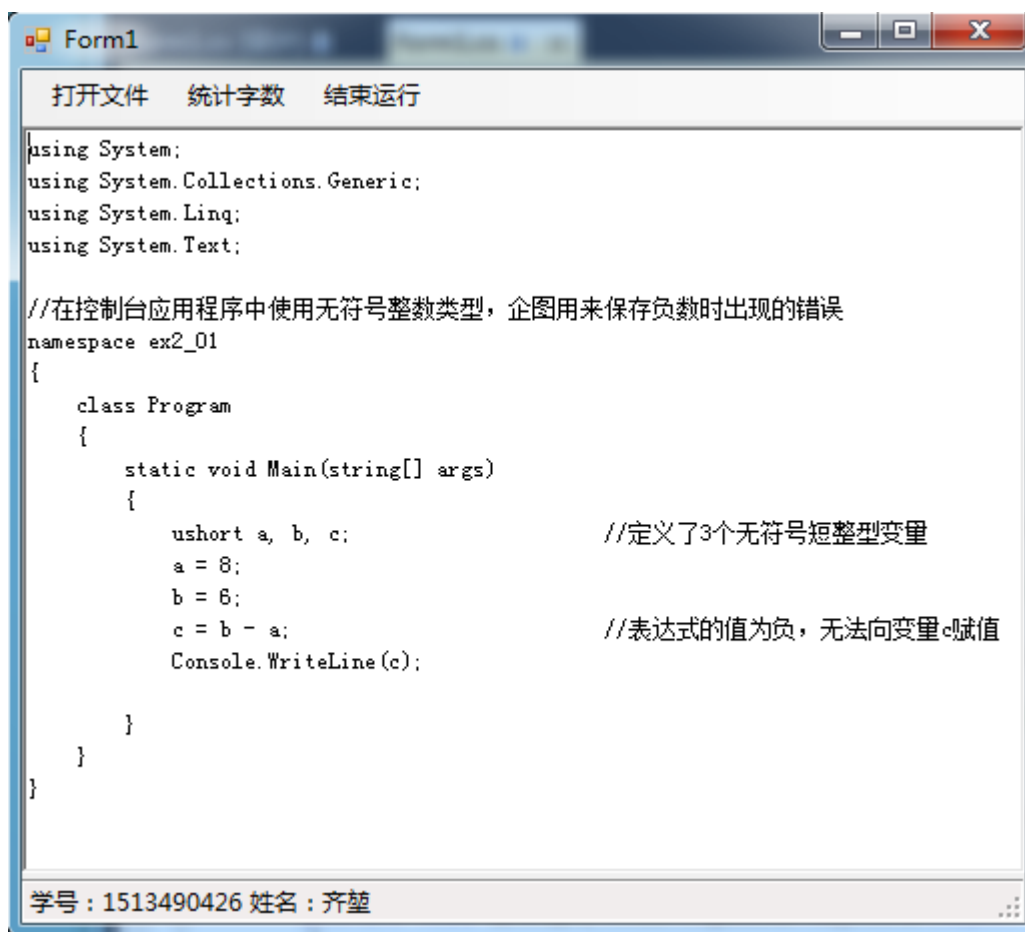 Form1
打开文件 统计字数 结束运行
using System;
using System.Collections.Generic;
using System.Linq;
using System.Text;
//在控制台应用程序中使用无符号整数类型，企图用来保存负数时出现的错误
namespace ex2_01
{
class Program
{
static void Main(string[] args)
{
ushort a, b, c; //定义了3个无符号短整型变量
a = 8;
b = 6;
c = b - a; //表达式的值为负，无法向变量c赋值
Console.WriteLine(c);
}
}
}
学号：1513490426 姓名：齐堃